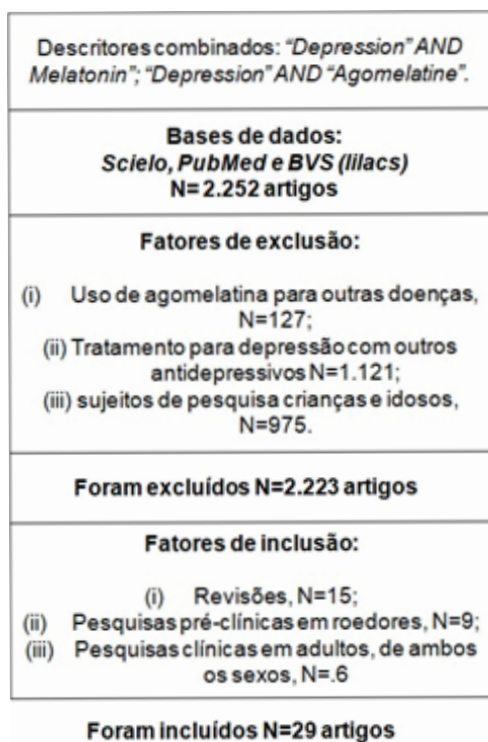 Descritores combinados: “Depression” AND
Melatonin”; “Depression” AND “Agomelatine”.
Bases de dados:
Scielo, PubMed e BVS (lilacs)
N= 2.252 artigos
Fatores de exclusão:
(i) Uso de agomelatina para outras doenças,
N=127;
(ii) Tratamento para depressão com outros
antidepressivos N=1.121;
(iii) sujeitos de pesquisa crianças e idosos,
N=975.
Foram excluídos N=2.223 artigos
Fatores de inclusão:
(i) Revisões, N=15;
(ii) Pesquisas pré-clínicas em roedores, N=9;
(iii) Pesquisas clínicas em adultos, de ambos
os sexos, N=.6
Foram incluídos N=29 artigos